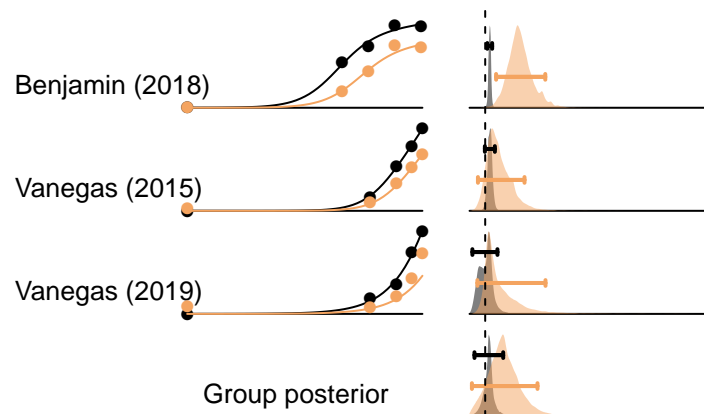 Benjamin (2018)
Vanegas (2015)
Vanegas (2019)
Group posterior